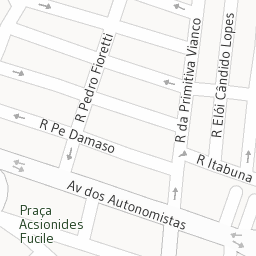 R Pedro Fioretti
R da Primitiva Vianco
R Elói Cândido Lopes
R Pe Damaso
R Itabuna
Av dos Autonomistas
Praça
Acsionides
Fucile